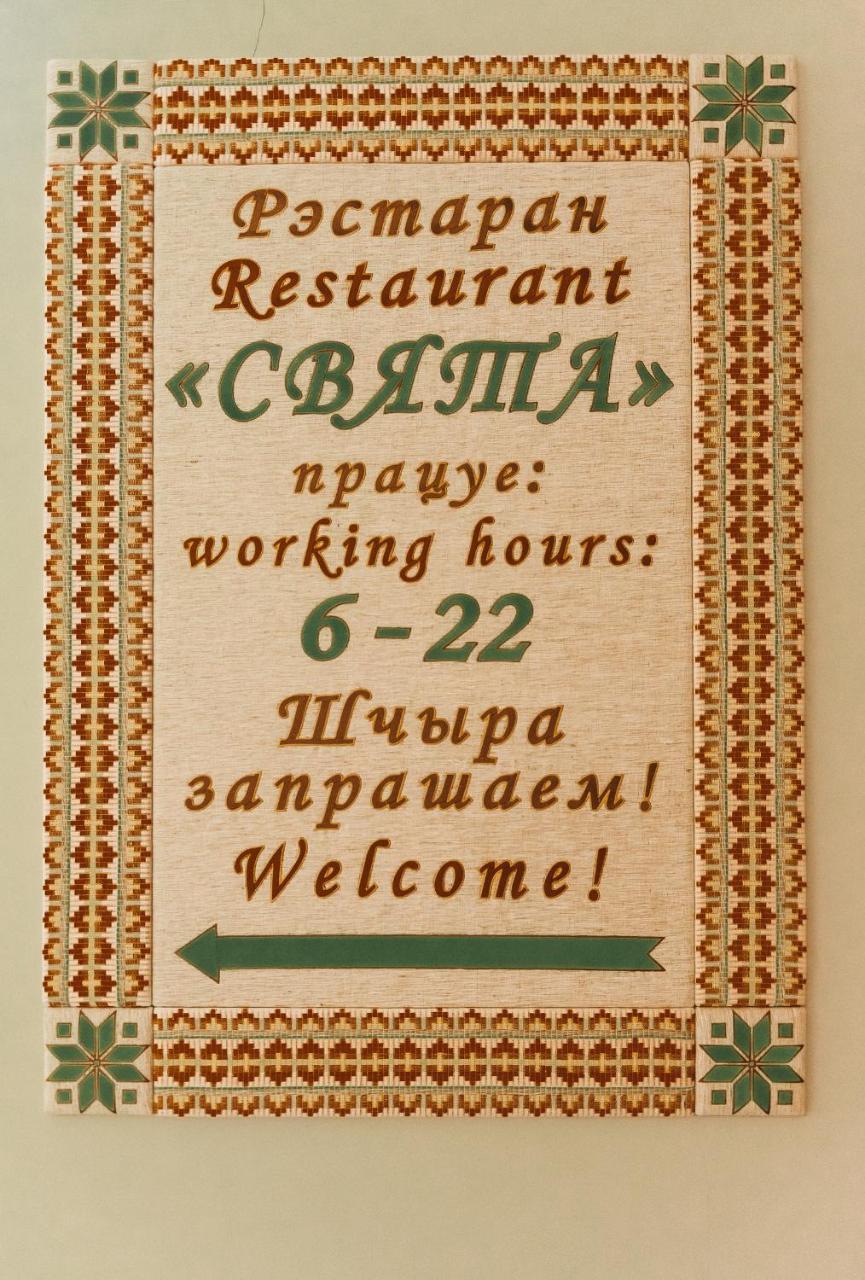 Рэстаран
Restaurant
«СВЯТА»
працуе:
working hours:
6-22
Шчыра
запрашаем!
Welcome!